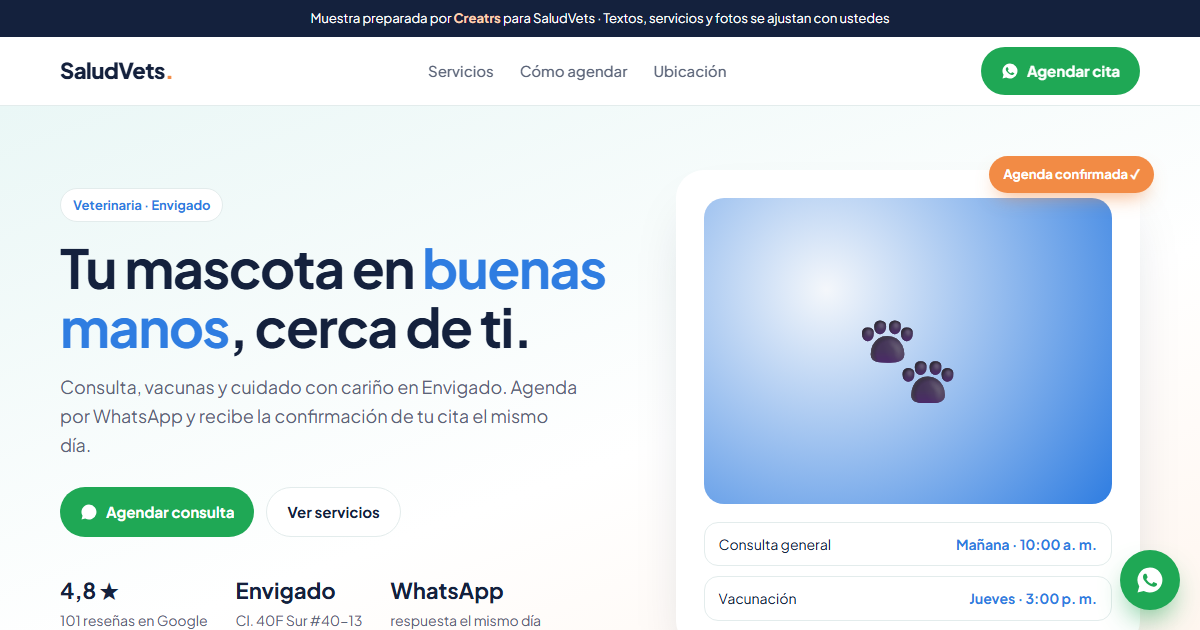 Muestra preparada por Creatrs para SaludVets · Textos, servicios y fotos se ajustan con ustedes
SaludVets.
Servicios
Cómo agendar
Ubicación
Agendar cita
Agenda confirmada ✓
Veterinaria · Envigado
Tu mascota en buenas
manos, cerca de ti.
Consulta, vacunas y cuidado con cariño en Envigado. Agenda
por WhatsApp y recibe la confirmación de tu cita el mismo
día.
Agendar consulta
Ver servicios
4,8 ★
101 reseñas en Google
Envigado
Cl. 40F Sur #40–13
WhatsApp
respuesta el mismo día
Consulta general
Mañana · 10:00 a. m.
Vacunación
Jueves · 3:00 p. m.